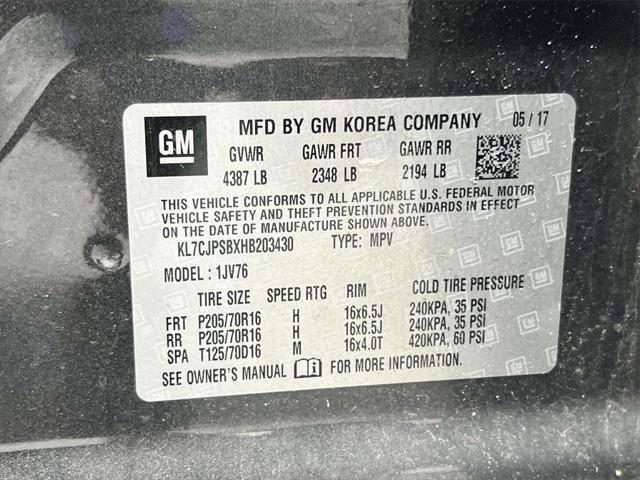 GM MFD BY GM KOREA COMPANY 05 / 17
GVWR GAWR FRT GAWR RR
4387 LB 2348 LB 2194 LB
THIS VEHICLE CONFORMS TO ALL APPLICABLE U.S. FEDERAL MOTOR
VEHICLE SAFETY AND THEFT PREVENTION STANDARDS IN EFFECT
ON THE DATE OF MANUFACTURE SHOWN ABOVE.
KL7CJPSBXHB203430 TYPE: MPV
MODEL : 1JV76
TIRE SIZE SPEED RTG RIM COLD TIRE PRESSURE
FRT P205/70R16 H 16x6.5J 240KPA, 35 PSI
RR P205/70R16 H 16x6.5J 240KPA, 35 PSI
SPA T125/70D16 M 16x4.0T 420KPA, 60 PSI
SEE OWNER'S MANUAL FOR MORE INFORMATION